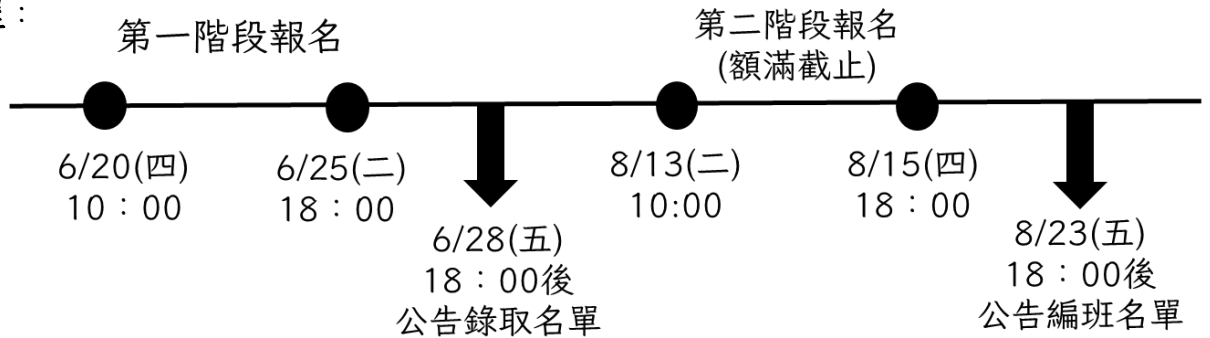 ：
第一階段報名
第二階段報名
(額滿截止)
6/20(四)
10：00
6/25(二)
18：00
6/28(五)
18：00後
公告錄取名單
8/13(二)
10:00
8/15(四)
18：00
8/23(五)
18：00後
公告編班名單